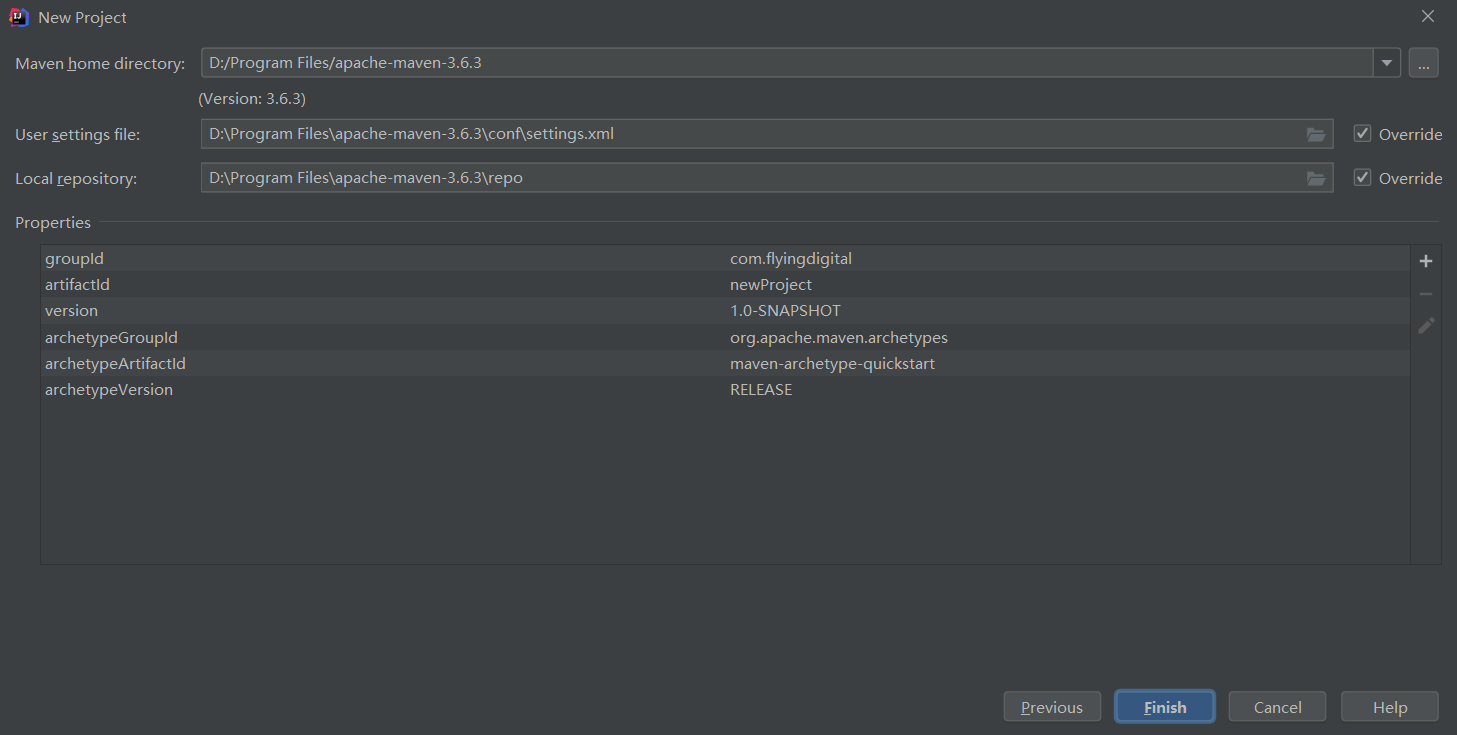 New Project
Maven home directory: D:/Program Files/apache-maven-3.6.3 ...
(Version: 3.6.3)
User settings file: D:\Program Files\apache-maven-3.6.3\conf\settings.xml Override
Local repository: D:\Program Files\apache-maven-3.6.3\repo Override
Properties
groupId com.flyingdigital
artifactId newProject
version 1.0-SNAPSHOT
archetypeGroupId org.apache.maven.archetypes
archetypeArtifactId maven-archetype-quickstart
archetypeVersion RELEASE
Previous Finish Cancel Help